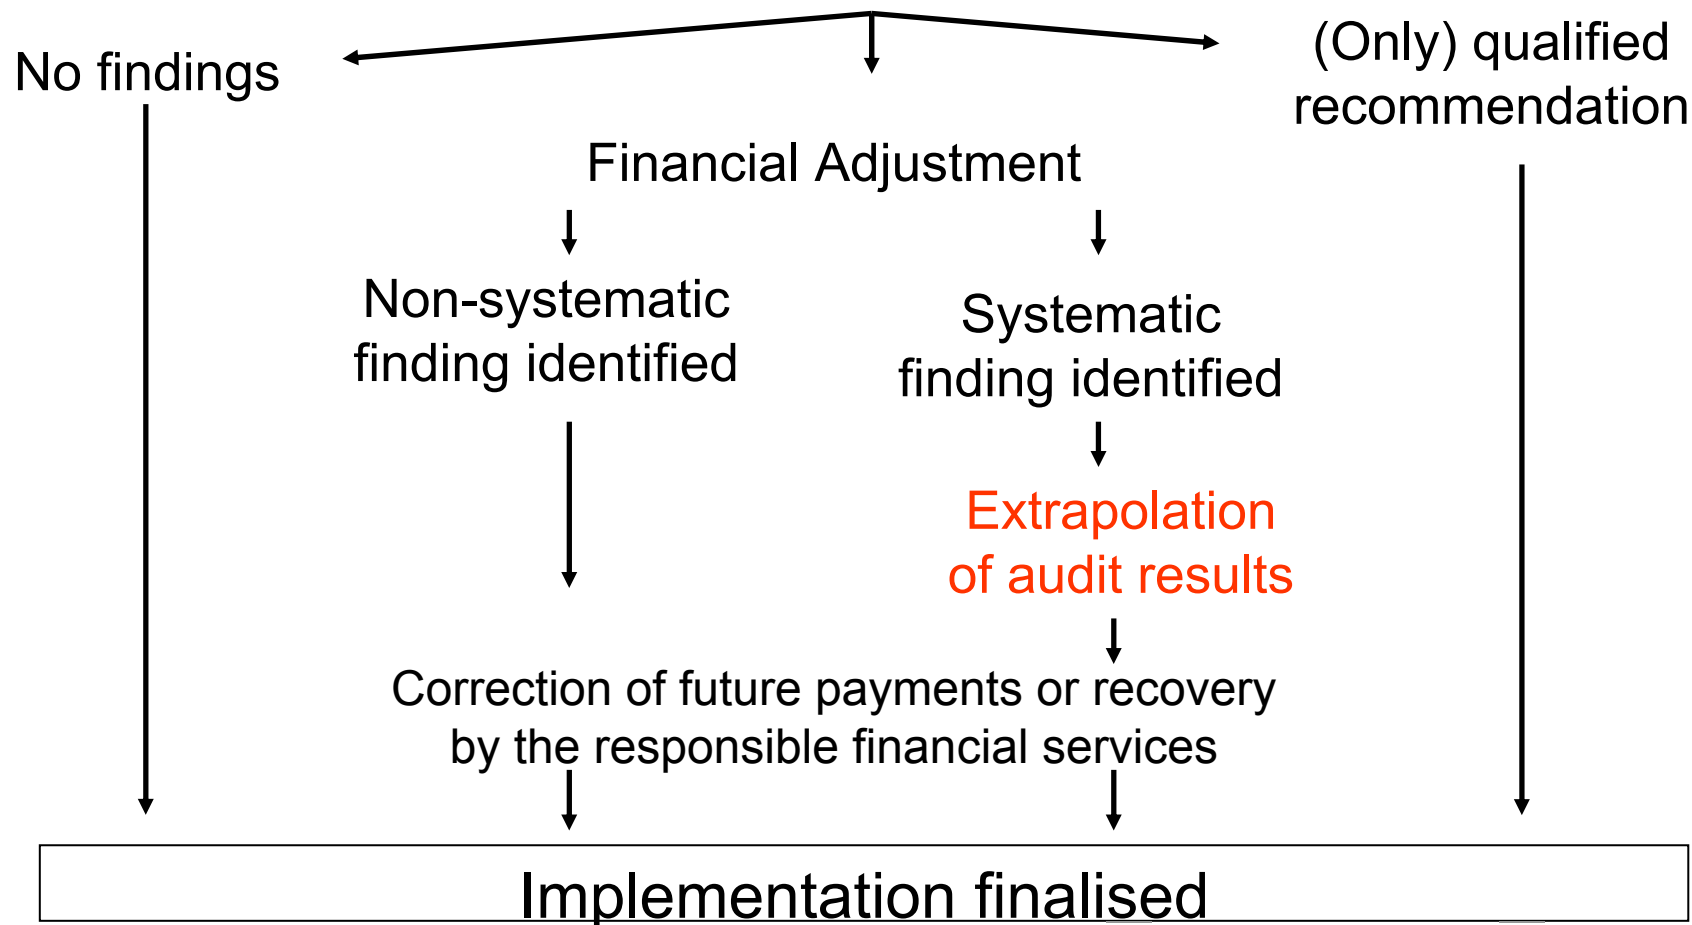 No findings
(Only) qualified
recommendation
Financial Adjustment
Non-systematic
finding identified
Systematic
finding identified
Extrapolation
of audit results
Correction of future payments or recovery
by the responsible financial services
Implementation finalised